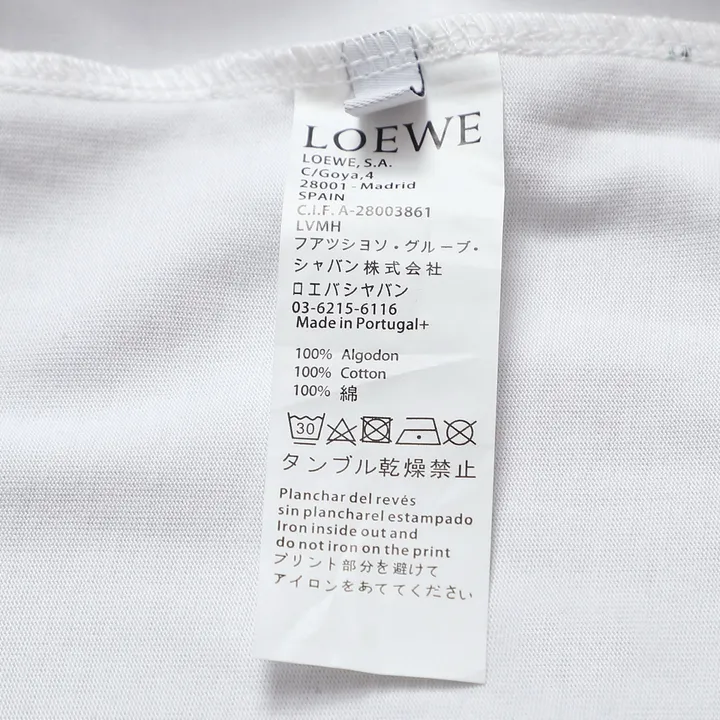 LOEWE
LOEWE, S.A.
C/Goya,4
28001 - Madrid
SPAIN
C.I.F. A-28003861
LVMH
フアツシヨソ・グループ・
シャバン株式会社
ロエバシヤバン
03-6215-6116
Made in Portugal+
100% Algodon
100% Cotton
100% 綿
30
タンブル乾燥禁止
Planchar del revés
sin plancharel estampado
Iron inside out and
do not iron on the print
プリント部分を避けて
アイロンをあててください